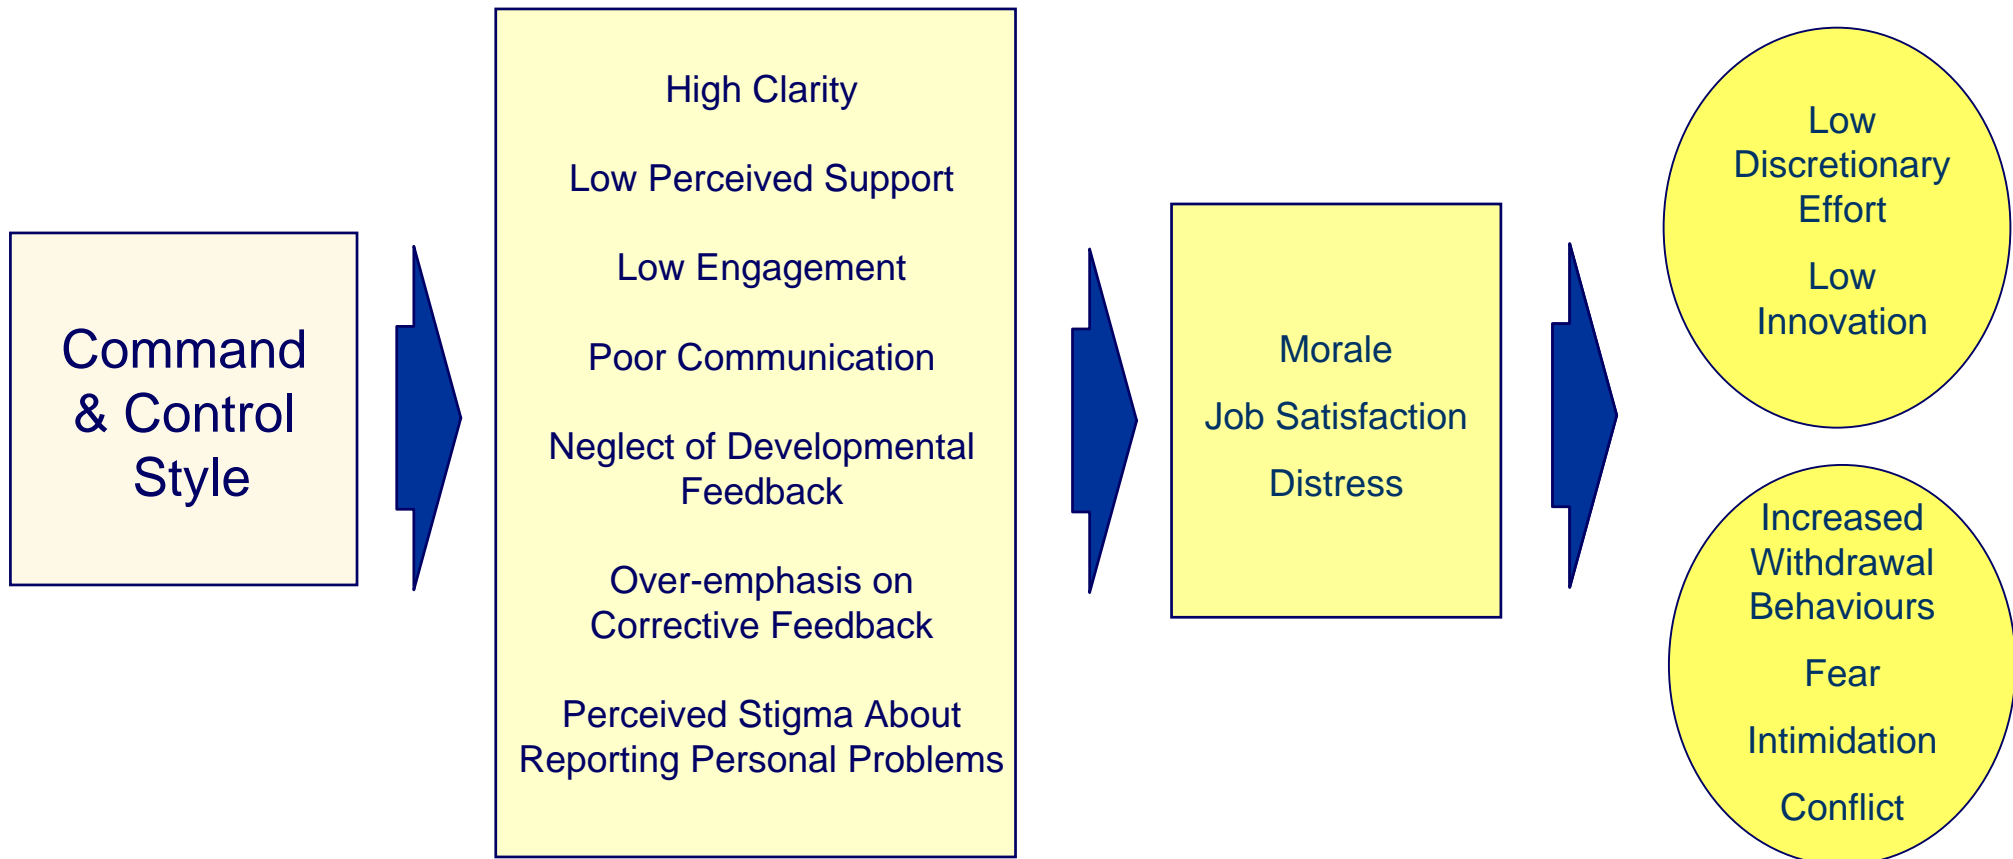 Command
& Control
Style
High Clarity
Low Perceived Support
Low Engagement
Poor Communication
Neglect of Developmental
Feedback
Over-emphasis on
Corrective Feedback
Perceived Stigma About
Reporting Personal Problems
Morale
Job Satisfaction
Distress
Low
Discretionary
Effort
Low
Innovation
Increased
Withdrawal
Behaviours
Fear
Intimidation
Conflict